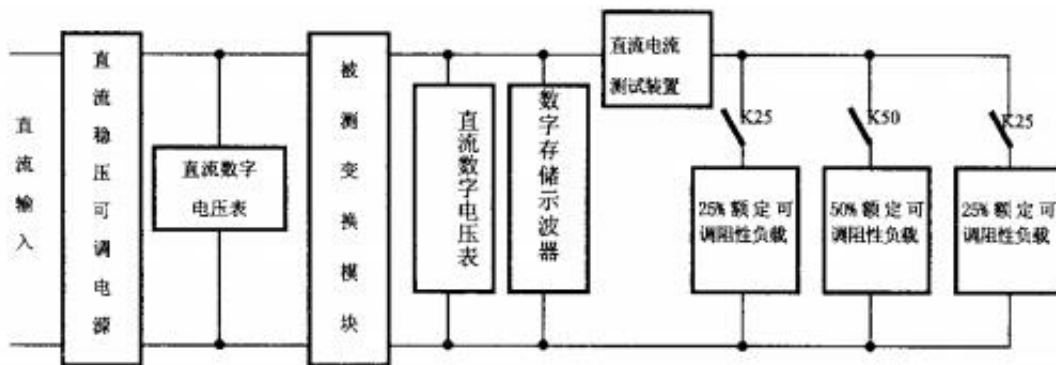 直流输入
直流稳压可调电源
直流数字
电压表
被测变换模块
直流数字电压表
数字存储示波器
直流电流
测试装置
K25
K50
K25
25%额定可
调阻性负载
50%额定可
调阻性负载
25%额定可
调阻性负载